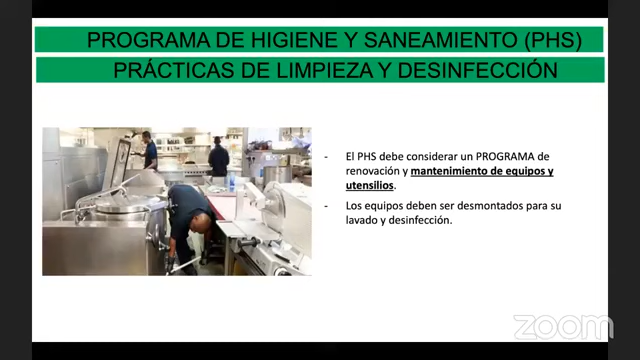 PROGRAMA DE HIGIENE Y SANEAMIENTO (PHS)
PRÁCTICAS DE LIMPIEZA Y DESINFECCIÓN
- El PHS debe considerar un PROGRAMA de
renovación y mantenimiento de equipos y
utensilios.
- Los equipos deben ser desmontados para su
lavado y desinfección.
zoom